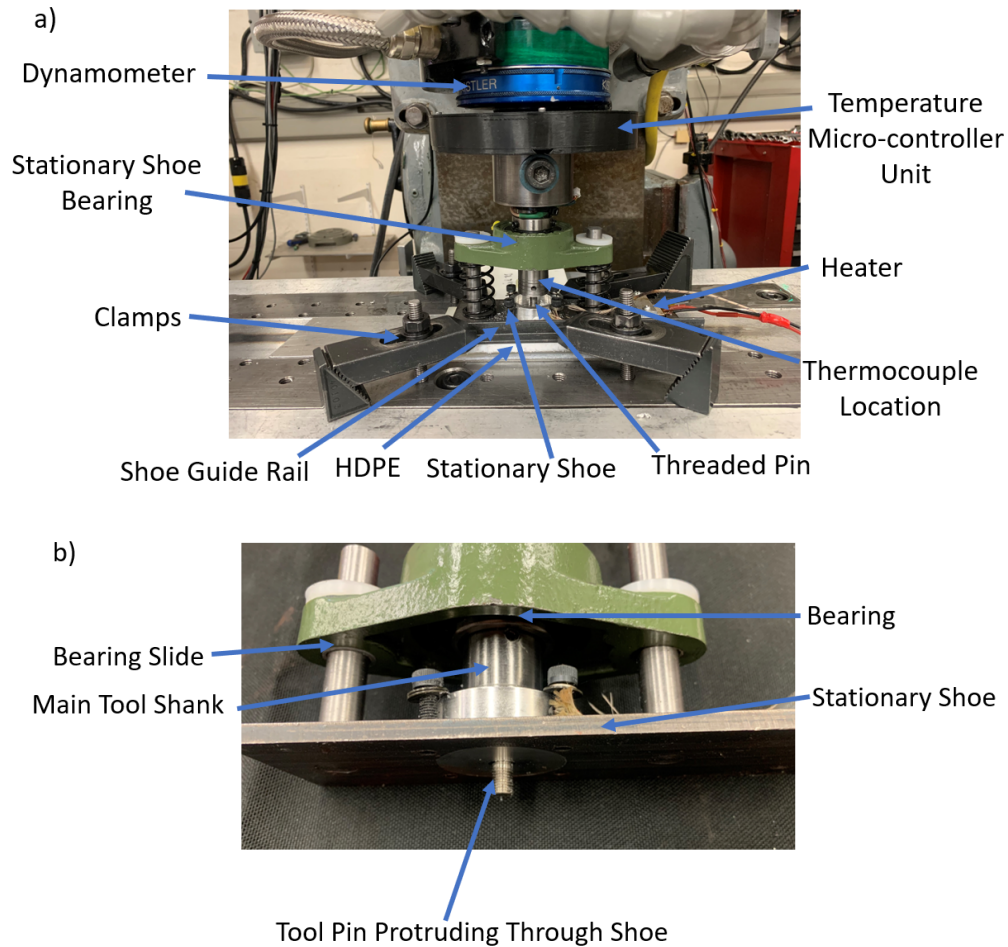 a)
Dynamometer
STLER
Temperature
Micro-controller
Unit
Stationary Shoe
Bearing
Heater
Clamps
Thermocouple
Location
Shoe Guide Rail
HDPE
Stationary Shoe
Threaded Pin
b)
Bearing
Bearing Slide
Main Tool Shank
Stationary Shoe
Tool Pin Protruding Through Shoe